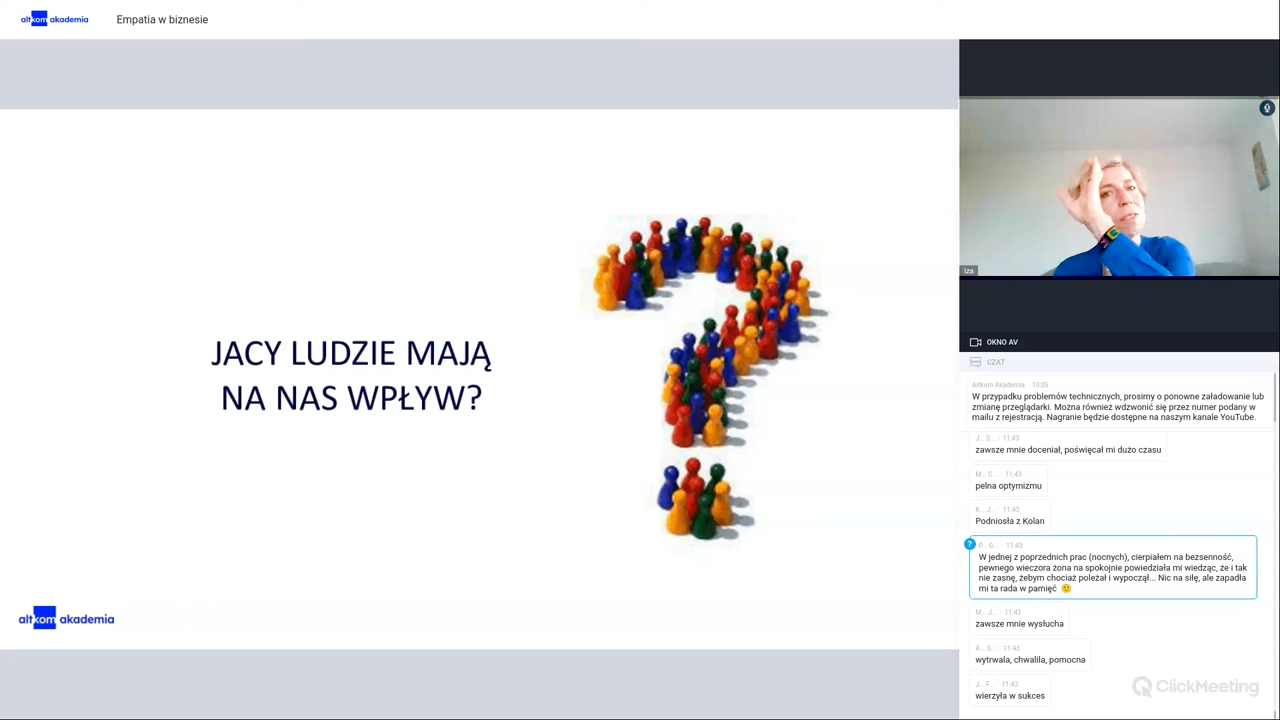 altkom akademia
Empatia w biznesie
JACY LUDZIE MAJĄ
NA NAS WPŁYW?
altkom akademia
Iza
OKNO AV
CZAT
Altkom Akademia · 10:05
W przypadku problemów technicznych, prosimy o ponowne załadowanie lub
zmianę przeglądarki. Można również wdzwonić się przez numer podany w
mailu z rejestracją. Nagranie będzie dostępne na naszym kanale YouTube.
J... S... · 11:43
zawsze mnie doceniał, poświęcał mi dużo czasu
M... C... · 11:43
pelna optymizmu
K... J... · 11:43
Podniosła z Kolan
?
P... G... · 11:43
W jednej z poprzednich prac (nocnych), cierpiałem na bezsenność,
pewnego wieczora żona na spokojnie powiedziała mi wiedząc, że i tak
nie zasnę, żebym chociaż poleżał i wypoczął... Nic na siłę, ale zapadła
mi ta rada w pamięć 🙂
M... J... · 11:43
zawsze mnie wysłucha
A... S... · 11:43
wytrwala, chwalila, pomocna
J... F... · 11:43
wierzyła w sukces
ClickMeeting